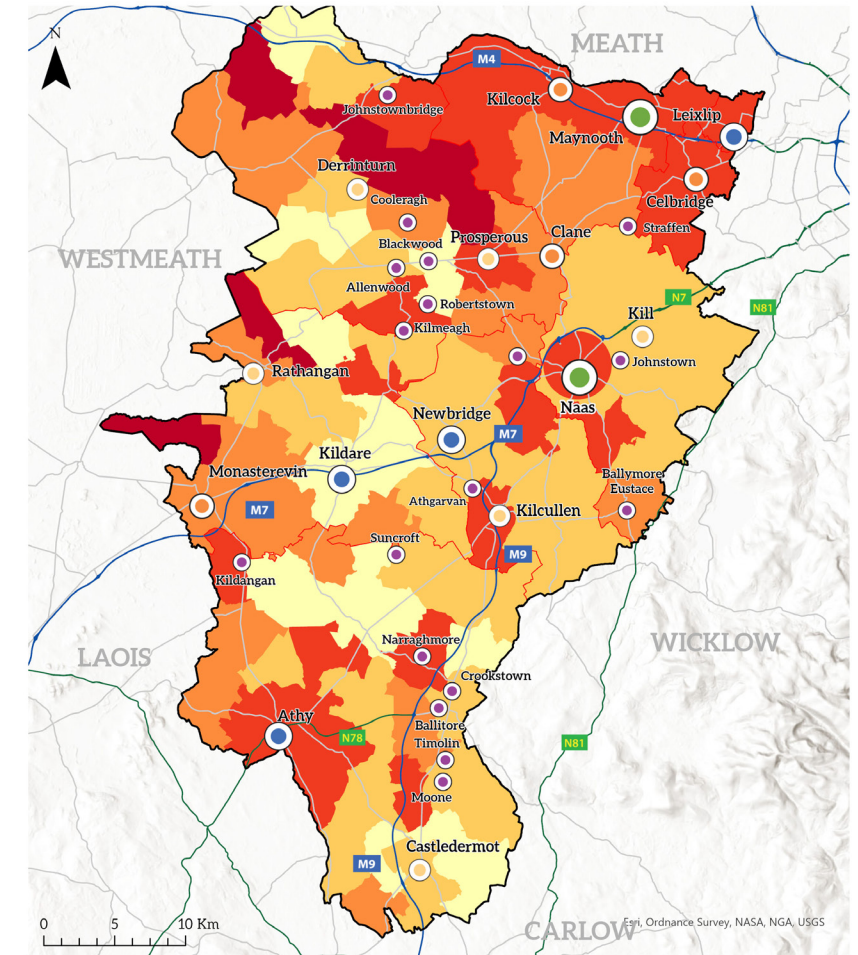 N
MEATH
M4
Johnstownbridge
Kilcock
Leixlip
Maynooth
Derrinturn
Celbridge
Cooleragh
Straffen
Clane
Prosperous
Blackwood
WESTMEATH
Allenwood
N7
Robertstown
N81
Kill
Kilmeagh
Johnstown
Rathangan
Naas
Newbridge
M7
Kildare
Monasterevin
Ballymore
Eustace
Athgarvan
M7
Kilcullen
Suncroft
M9
Kildangan
Narraghmore
WICKLOW
LAOIS
Crookstown
Athy
Ballitore
N78
Timolin
N81
Moone
Castledermot
M9
0 5 10 Km
CARLOW
Esri, Ordnance Survey, NASA, NGA, USGS